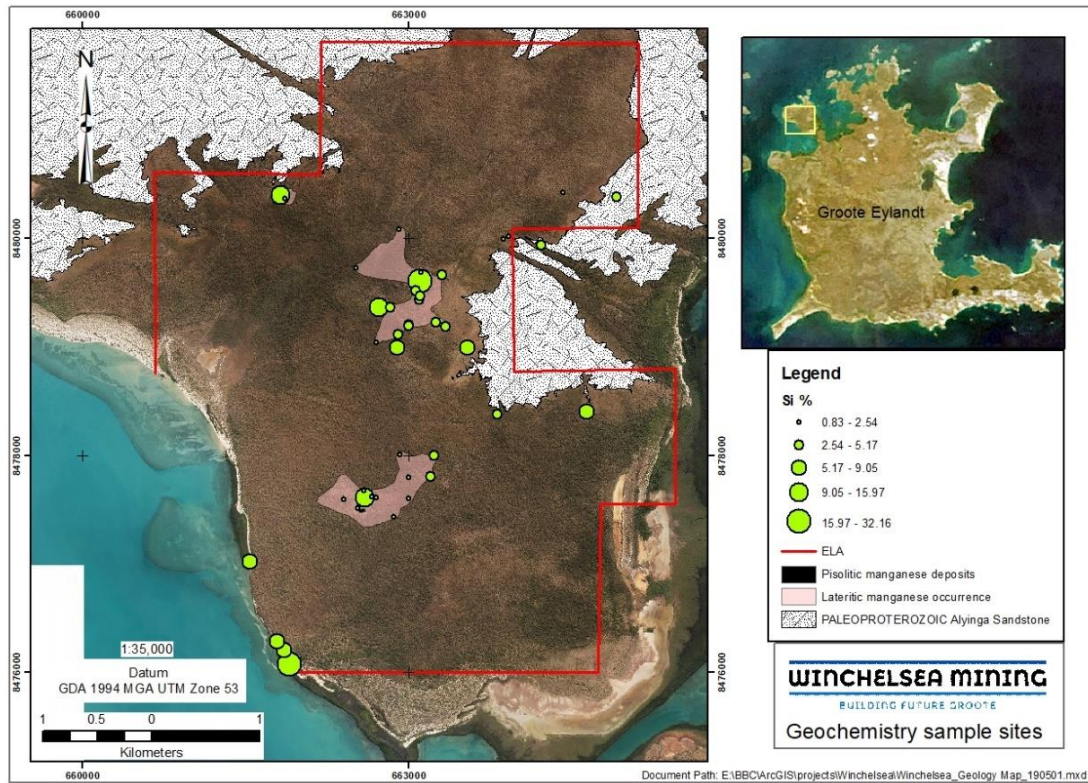 660000
663000
N
8480000
8480000
8478000
8478000
8476000
8476000
1:35,000
Datum
GDA 1994 MGA UTM Zone 53
1 0.5 0 1
Kilometers
660000
663000
Groote Eylandt
Legend
Si %
0.83 - 2.54
2.54 - 5.17
5.17 - 9.05
9.05 - 15.97
15.97 - 32.16
ELA
Pisolitic manganese deposits
Lateritic manganese occurrence
PALEOPROTEROZOIC Alyinga Sandstone
WINCHELSEA MINING
BUILDING FUTURE GROOTE
Geochemistry sample sites
Document Path: E:\BBC\ArcGIS\projects\Winchelsea\Winchelsea_Geology Map_190501.mxd